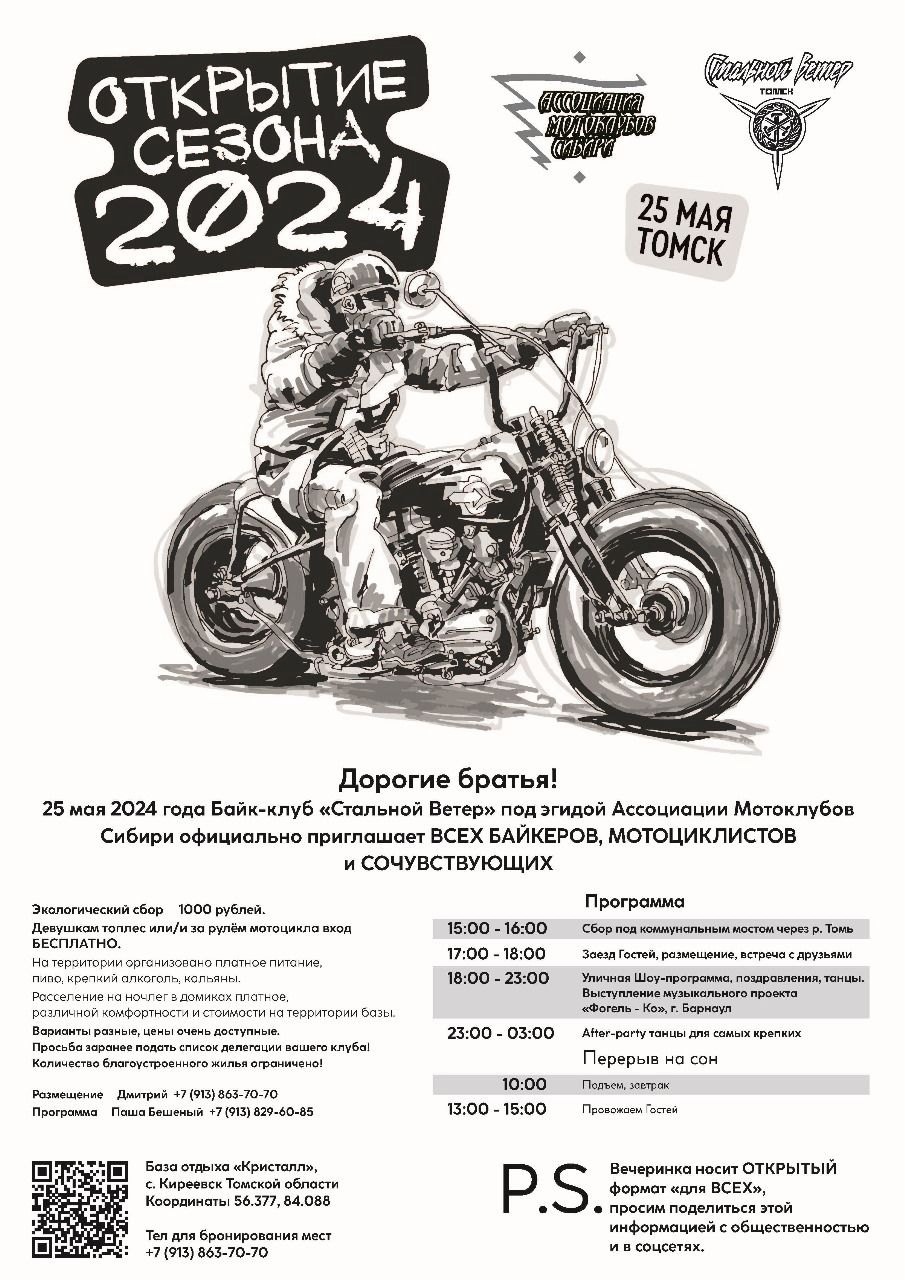 ОТКРЫТИЕ
СЕЗОНА
2024
АССОЦИАЦИЯ
МОТОКЛУБОВ
СИБИРИ
Стальной Ветер
ТОМСК
25 МАЯ
ТОМСК
Дорогие братья!
25 мая 2024 года Байк-клуб «Стальной Ветер» под эгидой Ассоциации Мотоклубов
Сибири официально приглашает ВСЕХ БАЙКЕРОВ, МОТОЦИКЛИСТОВ
и СОЧУВСТВУЮЩИХ
Экологический сбор 1000 рублей.
Девушкам топлес или/и за рулём мотоцикла вход
БЕСПЛАТНО.
На территории организовано платное питание,
пиво, крепкий алкоголь, кальяны.
Расселение на ночлег в домиках платное,
различной комфортности и стоимости на территории базы.
Варианты разные, цены очень доступные.
Просьба заранее подать список делегации вашего клуба!
Количество благоустроенного жилья ограничено!
Размещение Дмитрий +7 (913) 863-70-70
Программа Паша Бешеный +7 (913) 829-60-85
Программа
15:00 - 16:00 Сбор под коммунальным мостом через р. Томь
17:00 - 18:00 Заезд Гостей, размещение, встреча с друзьями
18:00 - 23:00 Уличная Шоу-программа, поздравления, танцы.
Выступление музыкального проекта
«Фогель - Ко», г. Барнаул
23:00 - 03:00 After-party танцы для самых крепких
Перерыв на сон
10:00 Подъем, завтрак
13:00 - 15:00 Провожаем Гостей
База отдыха «Кристалл»,
с. Киреевск Томской области
Координаты 56.377, 84.088
Тел для бронирования мест
+7 (913) 863-70-70
P.S.
Вечеринка носит ОТКРЫТЫЙ
формат «для ВСЕХ»,
просим поделиться этой
информацией с общественностью
и в соцсетях.